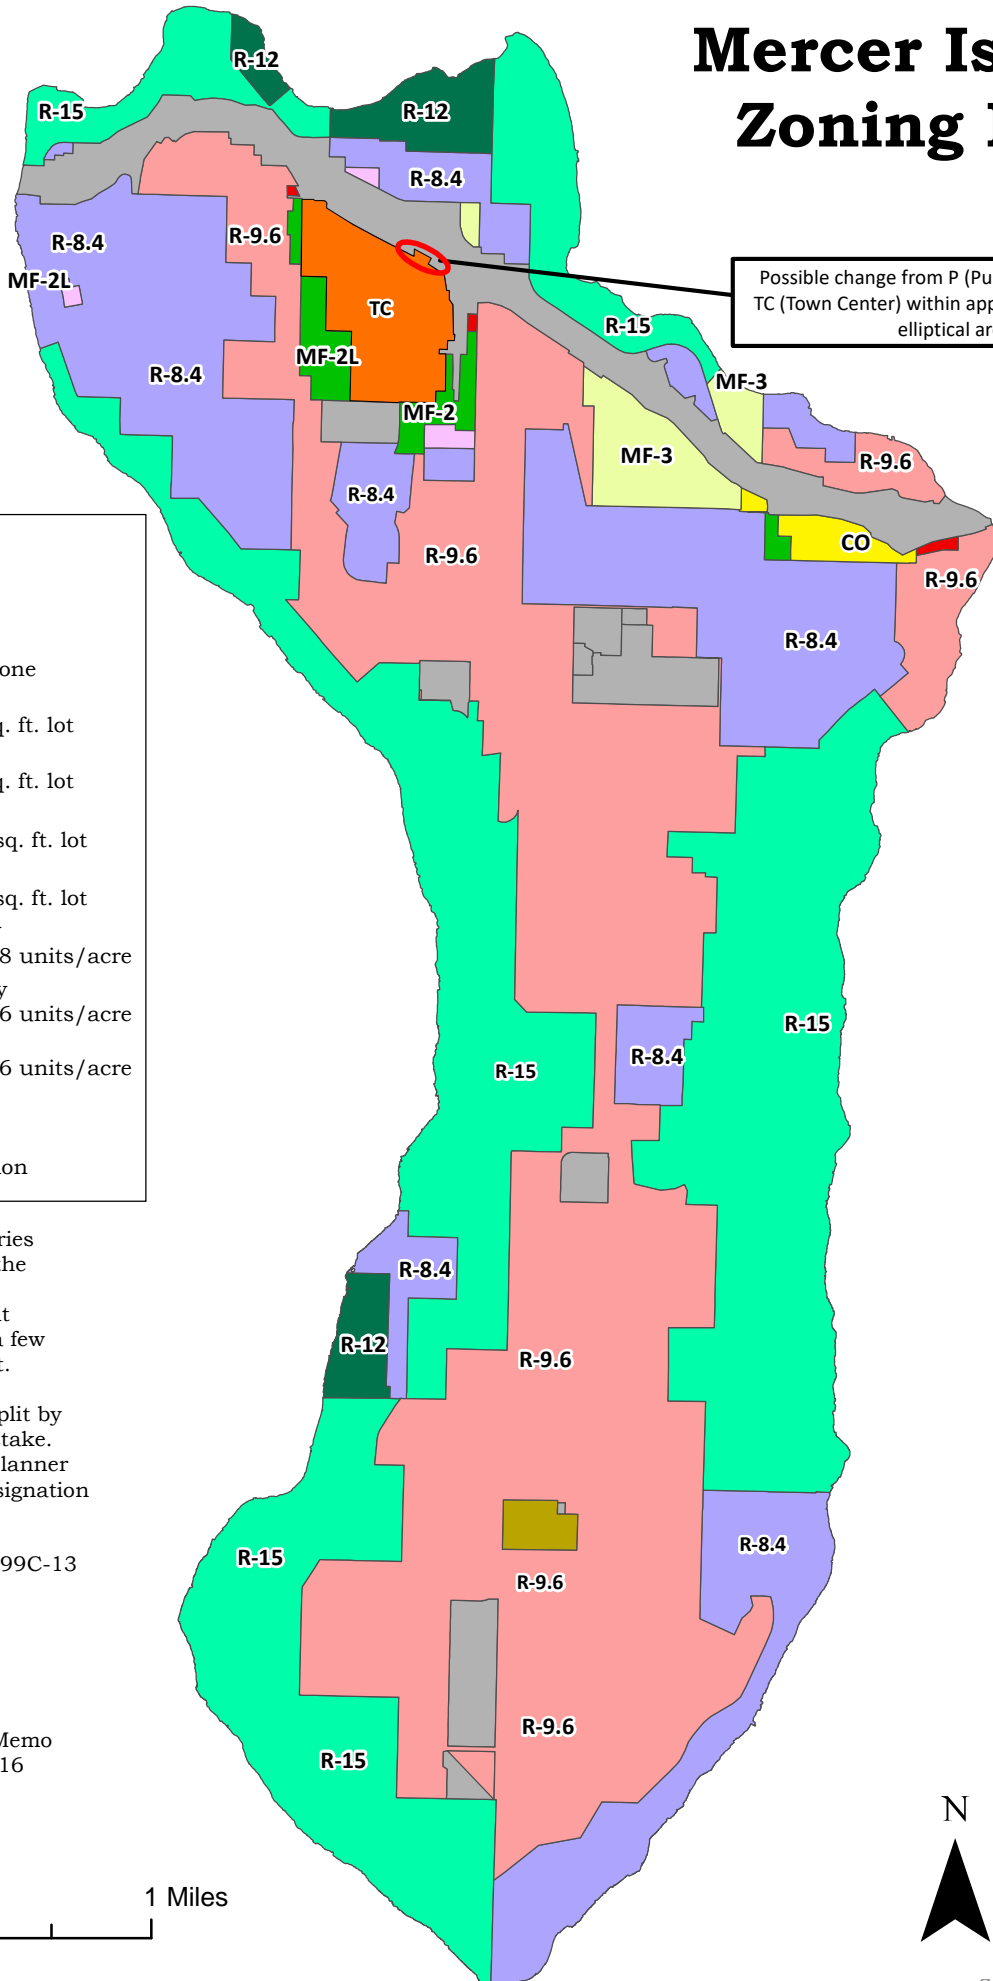 Mercer Is
Zoning
R-12
R-15
R-12
R-8.4
R-9.6
R-8.4
MF-2L
TC
Possible change from P (Pu
TC (Town Center) within app
elliptical ar
R-15
MF-2L
R-8.4
MF-3
MF-2
MF-3
R-9.6
R-8.4
R-9.6
CO
R-9.6
R-8.4
one
q. ft. lot
q. ft. lot
sq. ft. lot
sq. ft. lot
8 units/acre
y
6 units/acre
6 units/acre
ion
R-15
R-8.4
R-15
ries
the
it
a few
t.
plit by
stake.
lanner
signation
99C-13
Memo
16
R-8.4
R-12
R-9.6
R-15
R-8.4
R-9.6
R-9.6
R-15
N
1 Miles